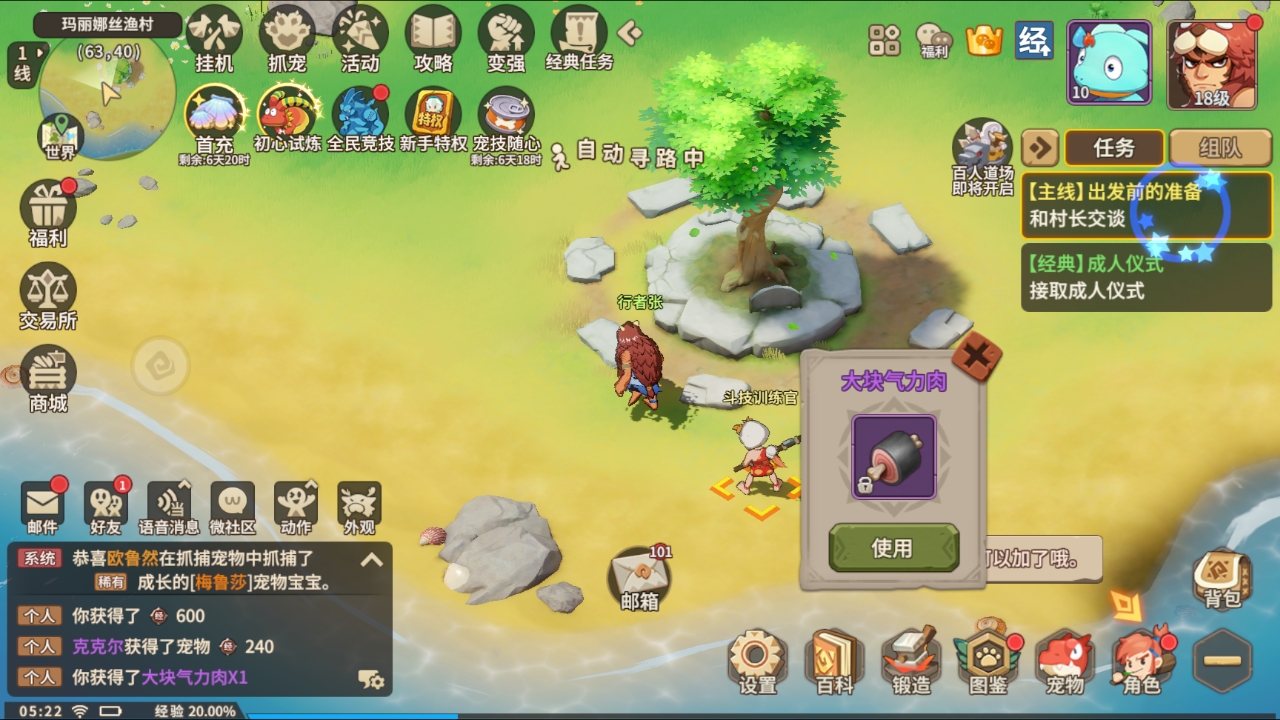 玛丽娜丝渔村
(63,40)
1
线
世界
挂机
抓宠
活动
攻略
变强
经典任务
首充
剩余:6天20时
初心试炼
全民竞技
特权
新手特权
宠技随心
剩余:6天18时
福利
经
10
18级
自动寻路中
百人道场
即将开启
任务
组队
【主线】出发前的准备
和村长交谈
【经典】成人仪式
接取成人仪式
福利
交易所
商城
行者张
斗技训练官
大块气力肉
使用
可以加了哦。
邮件
1
好友
语音消息
微社区
动作
外观
系统 恭喜欧鲁然在抓捕宠物中抓捕了
稀有 成长的[梅鲁莎]宠物宝宝。
个人 你获得了 经 600
个人 克克尔获得了宠物 经 240
个人 你获得了大块气力肉X1
101
邮箱
背包
设置
百科
锻造
图鉴
宠物
角色
05:22
经验 20.00%